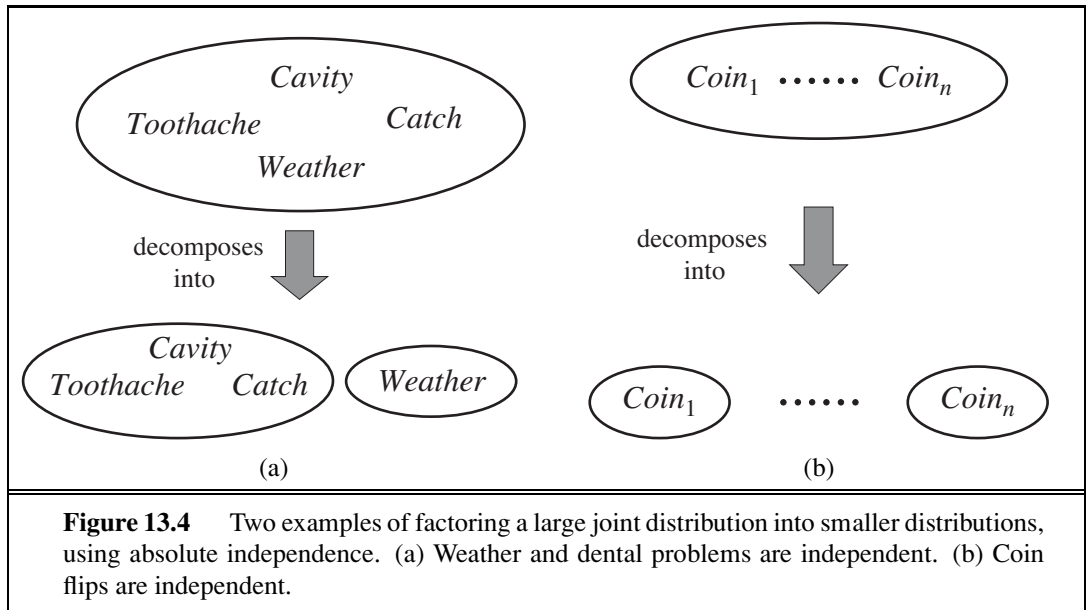 Cavity
Toothache
Catch
Weather
decomposes
into
Cavity
Toothache Catch
Weather
(a)
Coin1 ...... Coinn
decomposes
into
Coin1 ...... Coinn
(b)
Figure 13.4 Two examples of factoring a large joint distribution into smaller distributions,
using absolute independence. (a) Weather and dental problems are independent. (b) Coin
flips are independent.